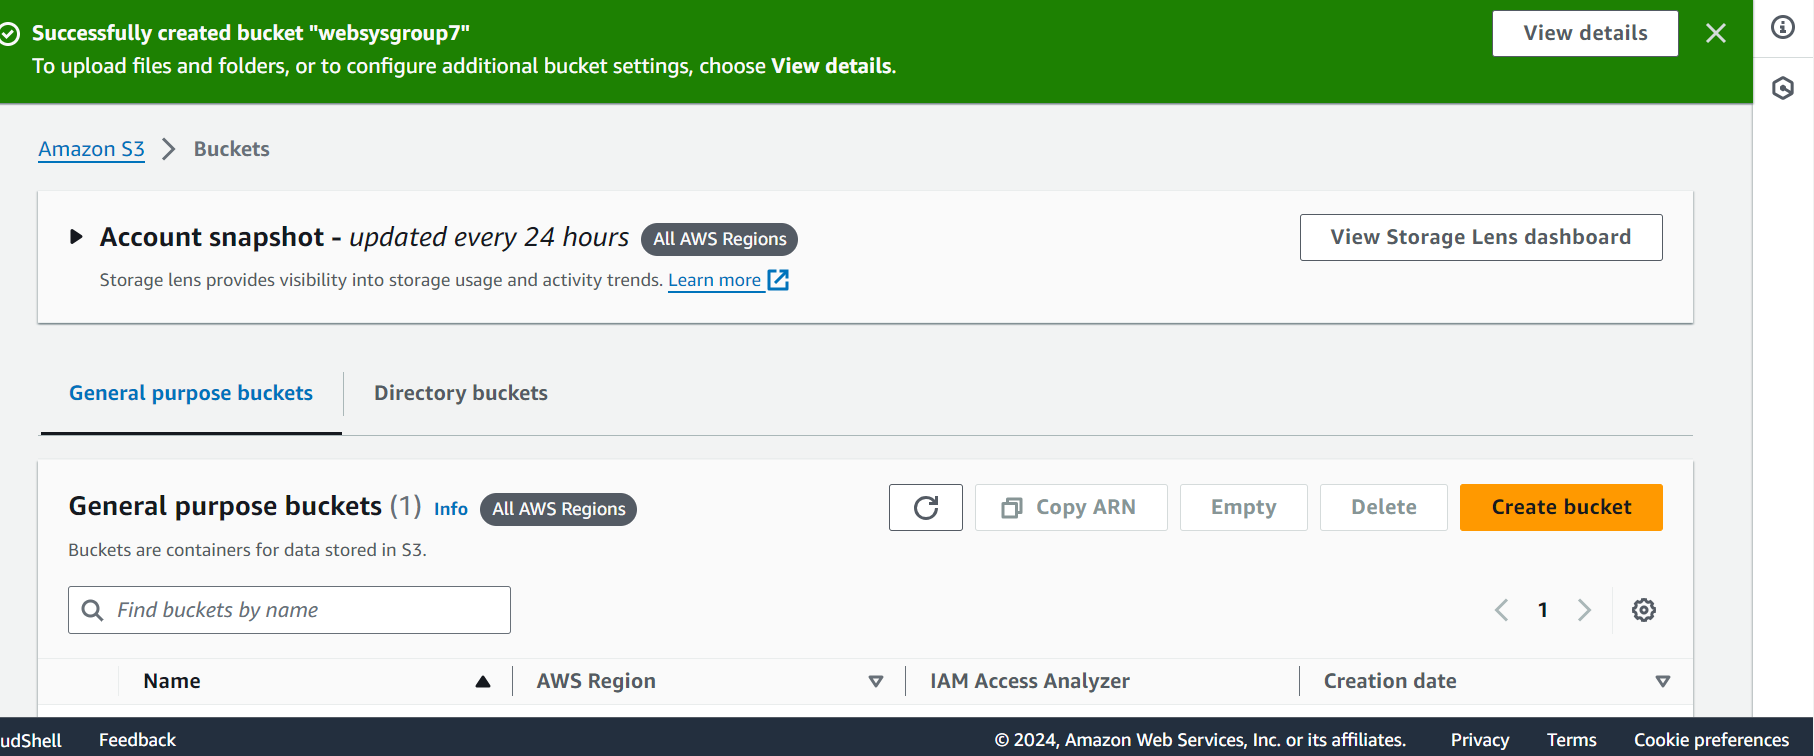 Successfully created bucket "websysgroup7"
To upload files and folders, or to configure additional bucket settings, choose View details.
View details
Amazon S3 > Buckets
Account snapshot - updated every 24 hours All AWS Regions
Storage lens provides visibility into storage usage and activity trends. Learn more
View Storage Lens dashboard
General purpose buckets Directory buckets
General purpose buckets (1) Info All AWS Regions
Buckets are containers for data stored in S3.
Copy ARN Empty Delete Create bucket
Find buckets by name
1
Name AWS Region IAM Access Analyzer Creation date
udShell Feedback © 2024, Amazon Web Services, Inc. or its affiliates. Privacy Terms Cookie preferences